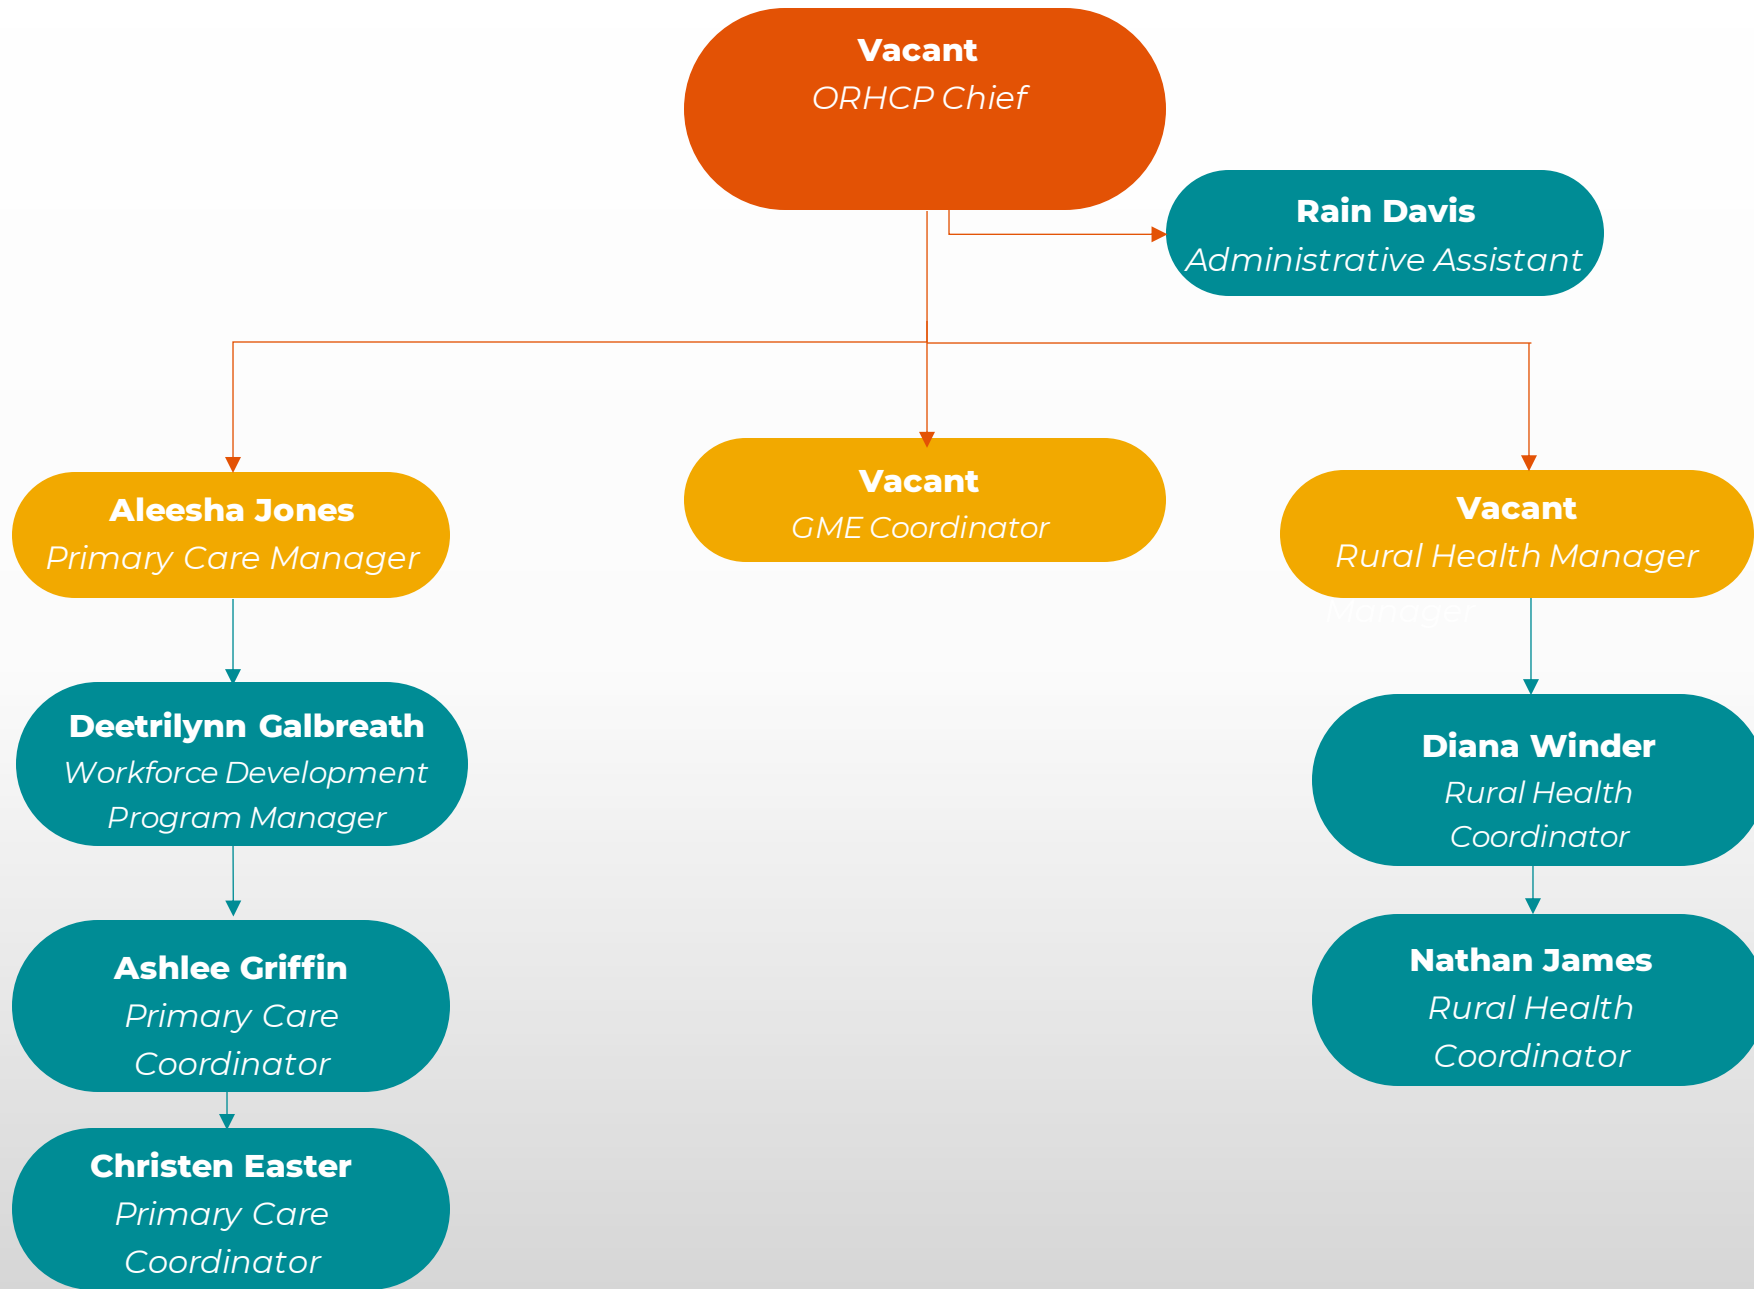 Vacant
ORHCP Chief
Rain Davis
Administrative Assistant
Aleesha Jones
Primary Care Manager
Vacant
GME Coordinator
Vacant
Rural Health Manager
Manager
Deetrilynn Galbreath
Workforce Development
Program Manager
Diana Winder
Rural Health
Coordinator
Ashlee Griffin
Primary Care
Coordinator
Nathan James
Rural Health
Coordinator
Christen Easter
Primary Care
Coordinator